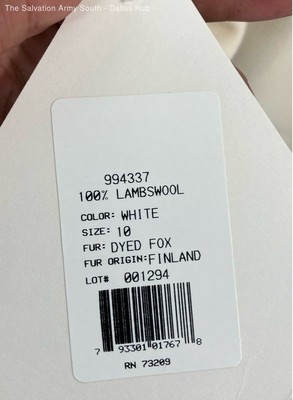 The Salvation Army South - Dallas Hub
994337
100% LAMBSWOOL
COLOR: WHITE
SIZE: 10
FUR: DYED FOX
FUR ORIGIN: FINLAND
LOT# 001294
7 93301 01767 8
RN 73209